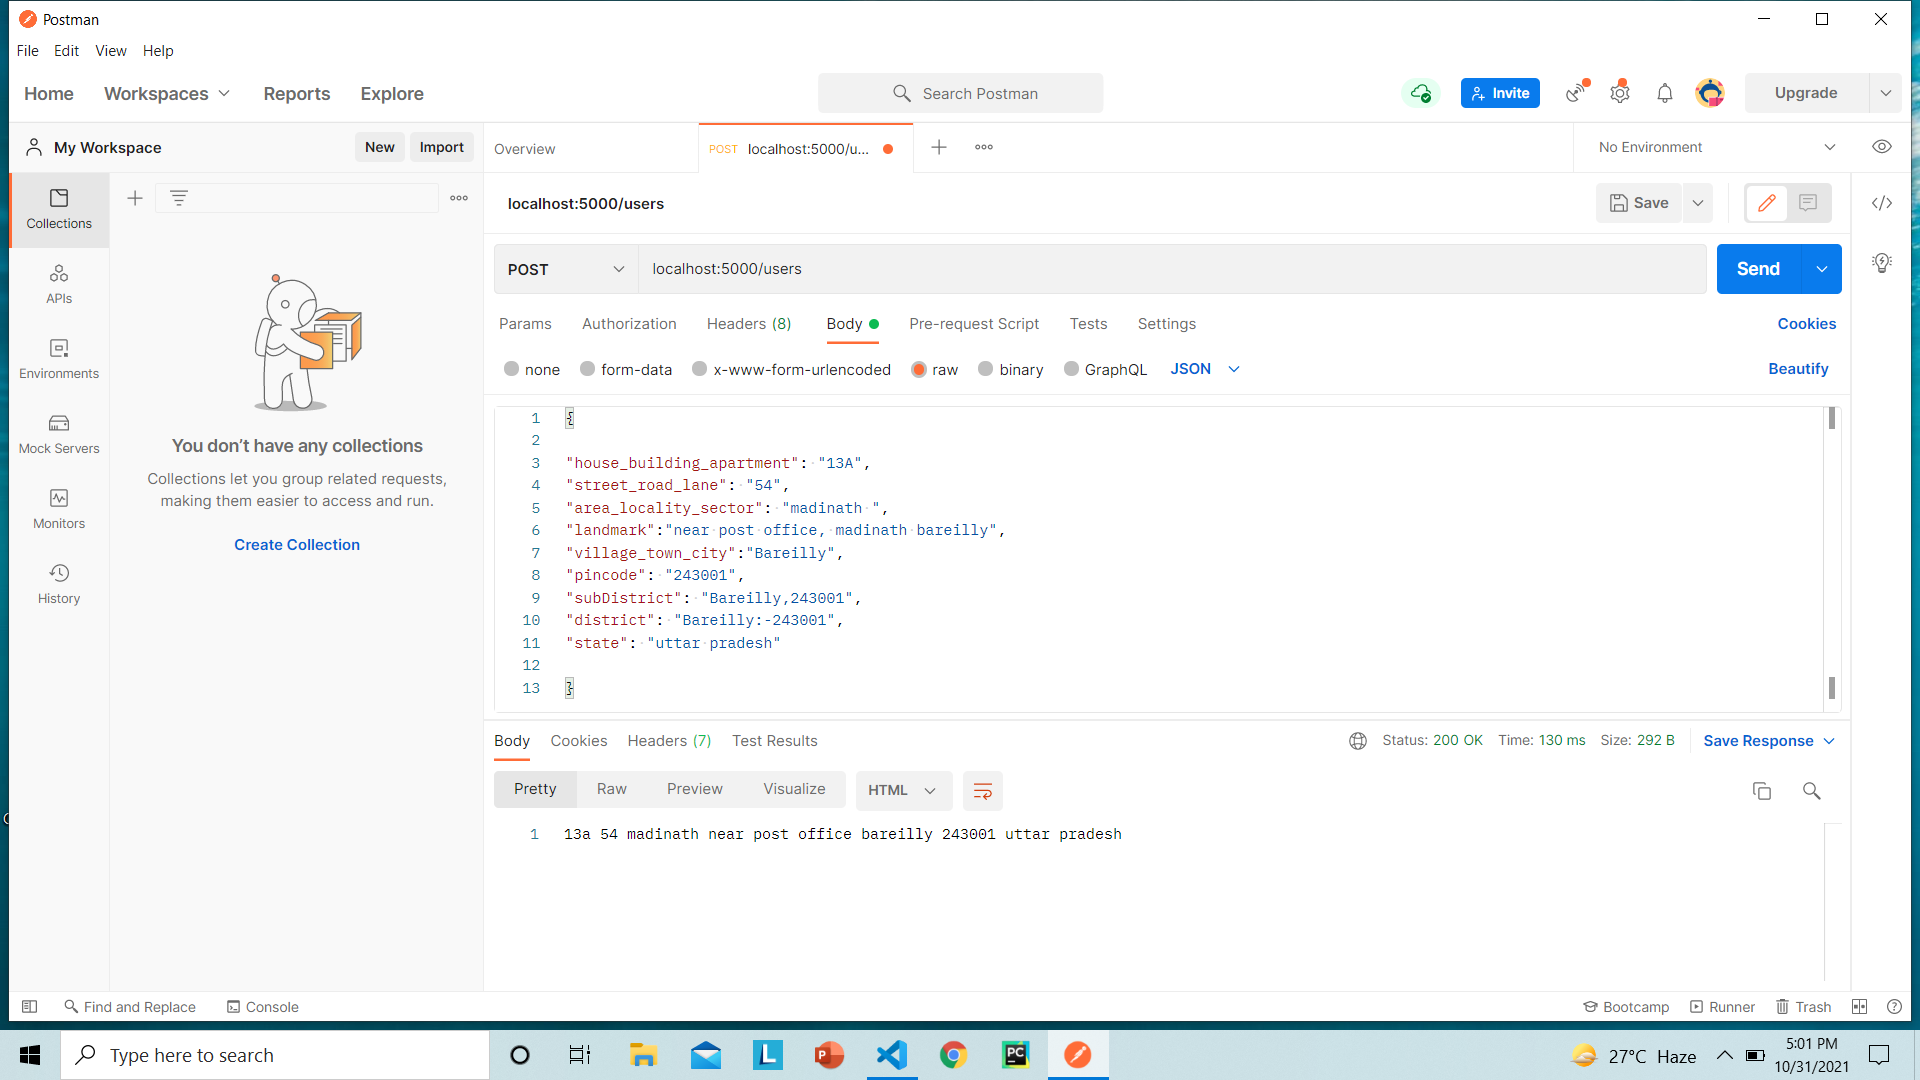 Postman
File Edit View Help
Home Workspaces Reports Explore
Search Postman
Invite
Upgrade
My Workspace
New Import
Overview
POST localhost:5000/u...
No Environment
Collections
APIs
Environments
Mock Servers
Monitors
History
You don't have any collections
Collections let you group related requests,
making them easier to access and run.
Create Collection
localhost:5000/users
Save
POST localhost:5000/users
Send
Params Authorization Headers (8) Body Pre-request Script Tests Settings Cookies
none form-data x-www-form-urlencoded raw binary GraphQL JSON Beautify
1 {
2
3 "house_building_apartment": "13A",
4 "street_road_lane": "54",
5 "area_locality_sector": "madinath ",
6 "landmark":"near post office, madinath bareilly",
7 "village_town_city":"Bareilly",
8 "pincode": "243001",
9 "subDistrict": "Bareilly,243001",
10 "district": "Bareilly:-243001",
11 "state": "uttar pradesh"
12
13 }
Body Cookies Headers (7) Test Results
Status: 200 OK Time: 130 ms Size: 292 B Save Response
Pretty Raw Preview Visualize HTML
1 13a 54 madinath near post office bareilly 243001 uttar pradesh
Find and Replace Console
Bootcamp Runner Trash
Type here to search
L
P
PC
27°C Haze
5:01 PM
10/31/2021